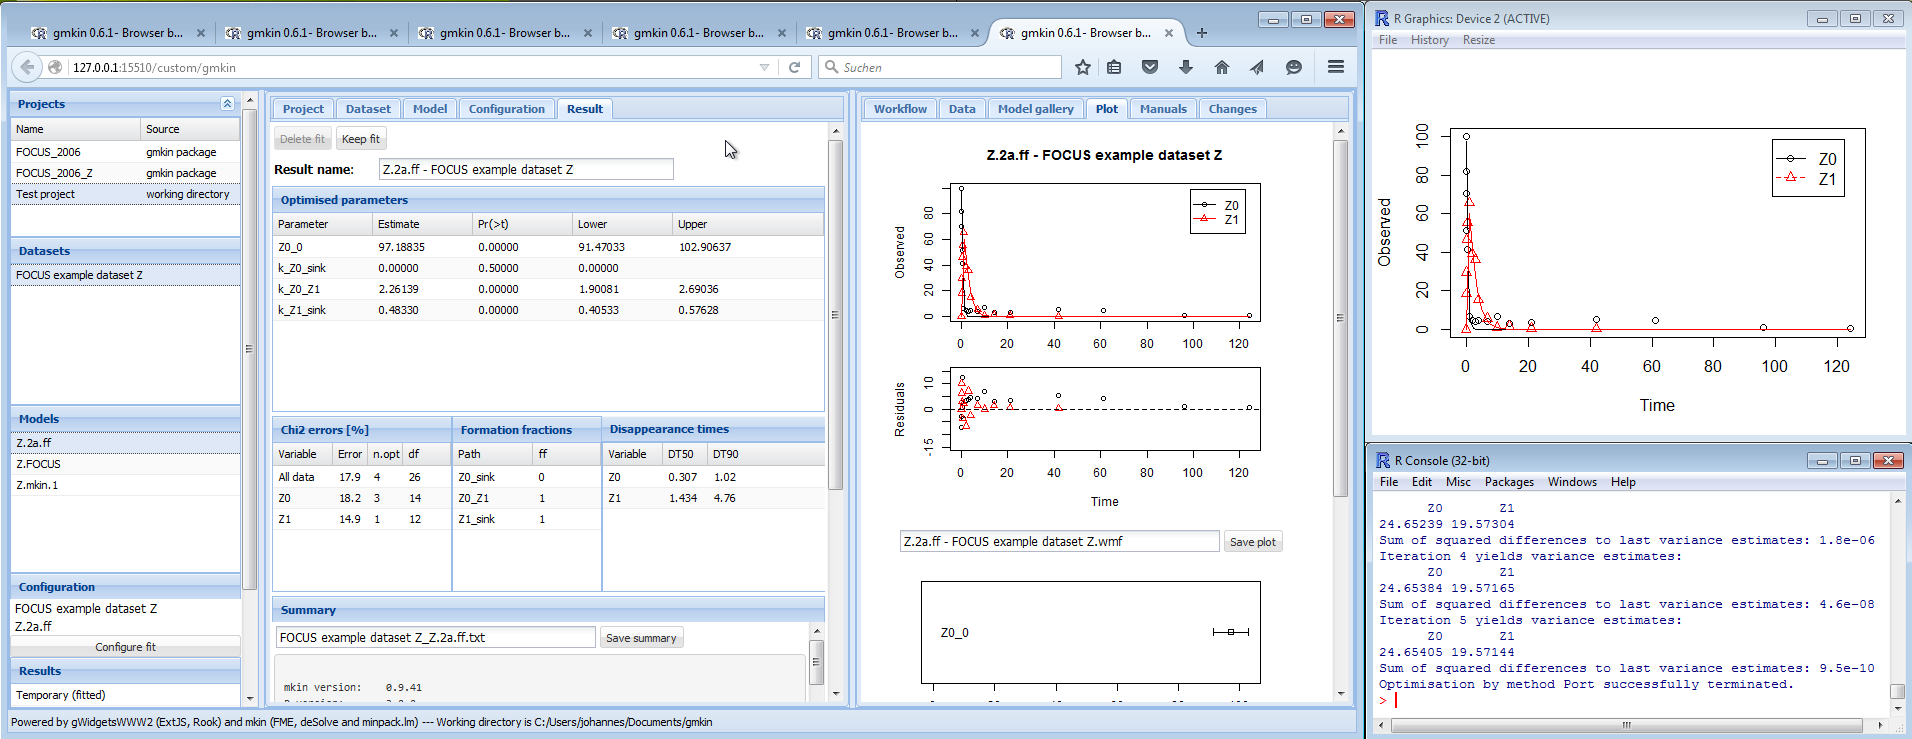 gmkin 0.6.1 - Browser b...
gmkin 0.6.1 - Browser b...
gmkin 0.6.1 - Browser b...
gmkin 0.6.1 - Browser b...
gmkin 0.6.1 - Browser b...
gmkin 0.6.1 - Browser b...
127.0.0.1:15510/custom/gmkin
Suchen
Projects
Name Source
FOCUS_2006 gmkin package
FOCUS_2006_Z gmkin package
Test project working directory
Datasets
FOCUS example dataset Z
Models
Z.2a.ff
Z.FOCUS
Z.mkin.1
Configuration
FOCUS example dataset Z
Z.2a.ff
Configure fit
Results
Temporary (fitted)
Project Dataset Model Configuration Result
Delete fit Keep fit
Result name: Z.2a.ff - FOCUS example dataset Z
Optimised parameters
Parameter Estimate Pr(>t) Lower Upper
Z0_0 97.18835 0.00000 91.47033 102.90637
k_Z0_sink 0.00000 0.50000 0.00000
k_Z0_Z1 2.26139 0.00000 1.90081 2.69036
k_Z1_sink 0.48330 0.00000 0.40533 0.57628
Chi2 errors [%]
Variable Error n.opt df
All data 17.9 4 26
Z0 18.2 3 14
Z1 14.9 1 12
Formation fractions
Path ff
Z0_sink 0
Z0_Z1 1
Z1_sink 1
Disappearance times
Variable DT50 DT90
Z0 0.307 1.02
Z1 1.434 4.76
Summary
FOCUS example dataset Z_Z.2a.ff.txt Save summary
mkin version: 0.9.41
Workflow Data Model gallery Plot Manuals Changes
Z.2a.ff - FOCUS example dataset Z
Observed
0 20 40 60 80
Z0
Z1
0 20 40 60 80 100 120
Residuals
-15 0 10
0 20 40 60 80 100 120
Time
Z.2a.ff - FOCUS example dataset Z.wmf Save plot
Z0_0
Powered by gWidgetsWWW2 (ExtJS, Rook) and mkin (FME, deSolve and minpack.lm) --- Working directory is C:/Users/johannes/Documents/gmkin
R Graphics: Device 2 (ACTIVE)
File History Resize
Observed
0 20 40 60 80 100
Z0
Z1
0 20 40 60 80 100 120
Time
R Console (32-bit)
File Edit Misc Packages Windows Help
Z0 Z1
24.65239 19.57304
Sum of squared differences to last variance estimates: 1.8e-06
Iteration 4 yields variance estimates:
Z0 Z1
24.65384 19.57165
Sum of squared differences to last variance estimates: 4.6e-08
Iteration 5 yields variance estimates:
Z0 Z1
24.65405 19.57144
Sum of squared differences to last variance estimates: 9.5e-10
Optimisation by method Port successfully terminated.
>